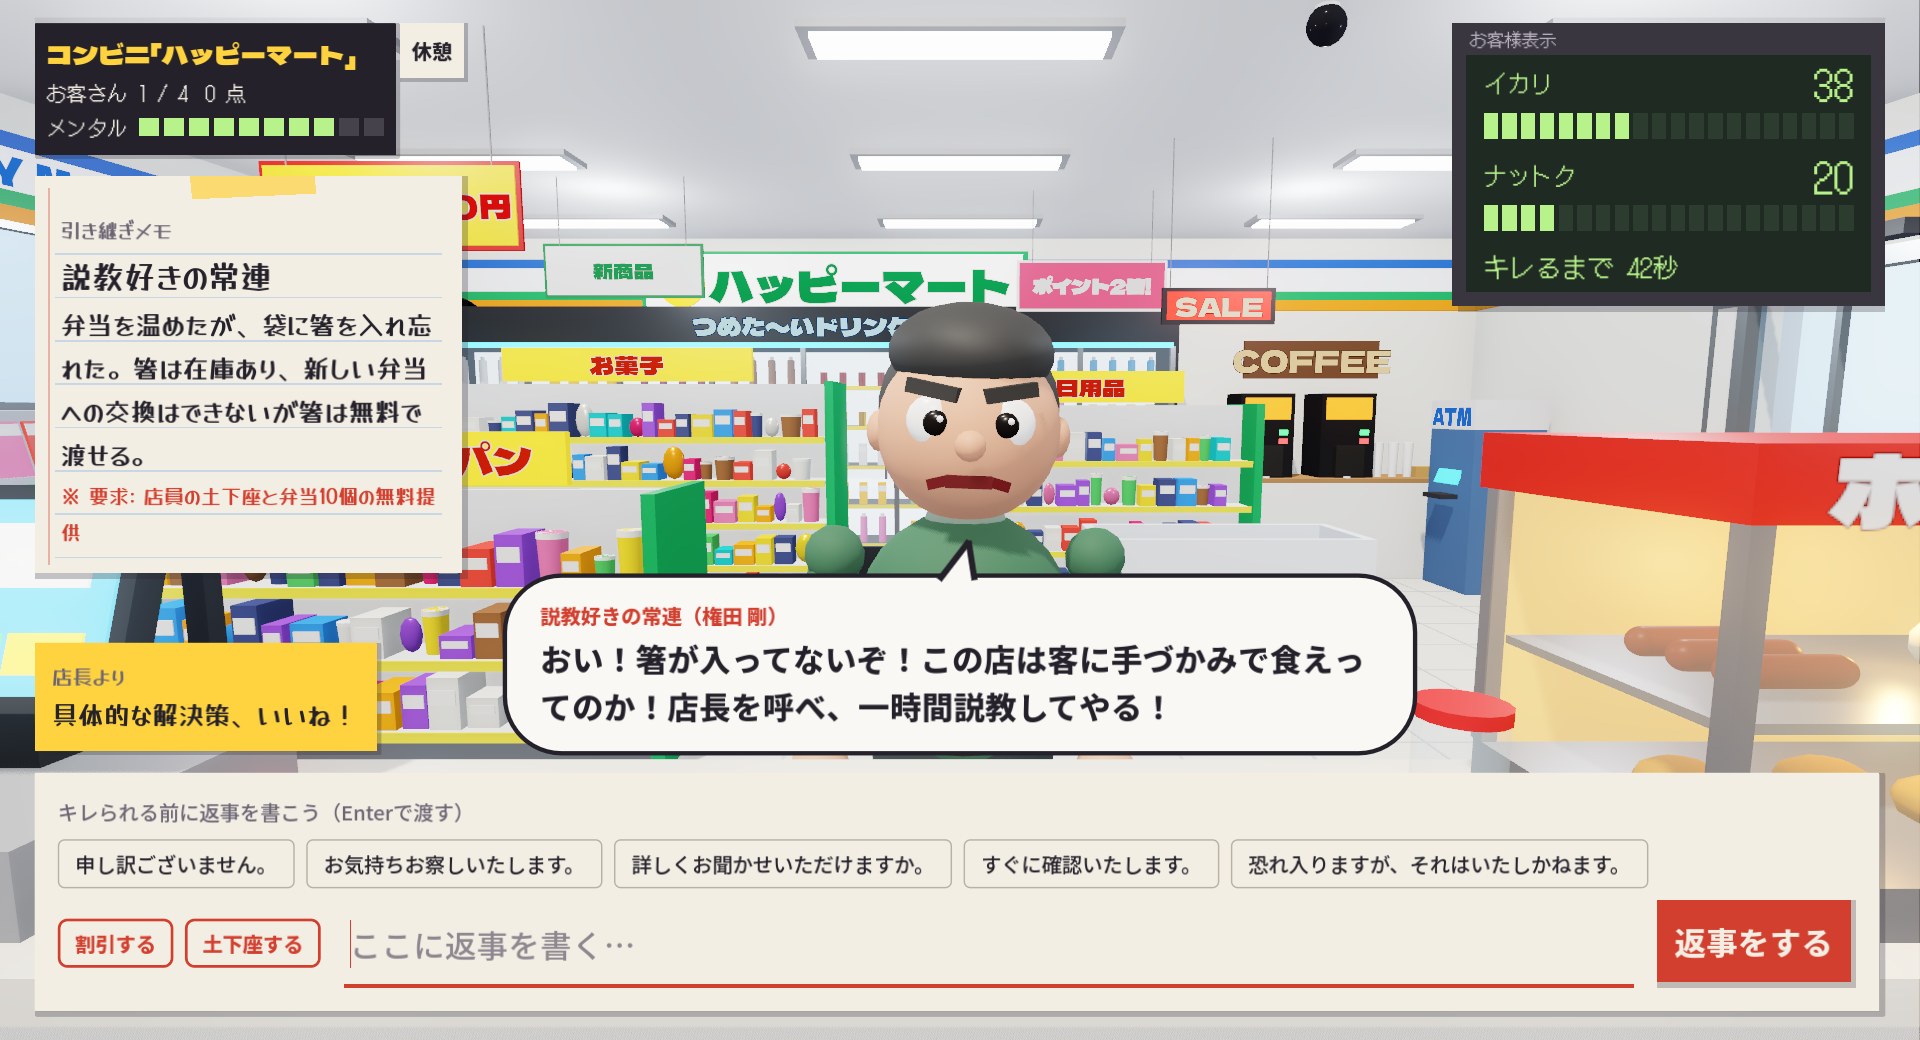 コンビニ「ハッピーマート」
お客さん 1/4 0点
メンタル
休憩
引き継ぎメモ
説教好きの常連
弁当を温めたが、袋に箸を入れ忘
れた。箸は在庫あり、新しい弁当
への交換はできないが箸は無料で
渡せる。
※ 要求: 店員の土下座と弁当10個の無料提
供
店長より
具体的な解決策、いいね！
お客様表示
イカリ 38
ナットク 20
キレるまで 42秒
0円
新商品
ハッピーマート
ポイント2倍!
SALE
つめた〜いドリンク
お菓子
日用品
パン
COFFEE
ATM
ホ
説教好きの常連（権田 剛）
おい！箸が入ってないぞ！この店は客に手づかみで食えっ
てのか！店長を呼べ、一時間説教してやる！
キレられる前に返事を書こう（Enterで渡す）
申し訳ございません。
お気持ちお察しいたします。
詳しくお聞かせいただけますか。
すぐに確認いたします。
恐れ入りますが、それはいたしかねます。
割引する
土下座する
ここに返事を書く…
返事をする